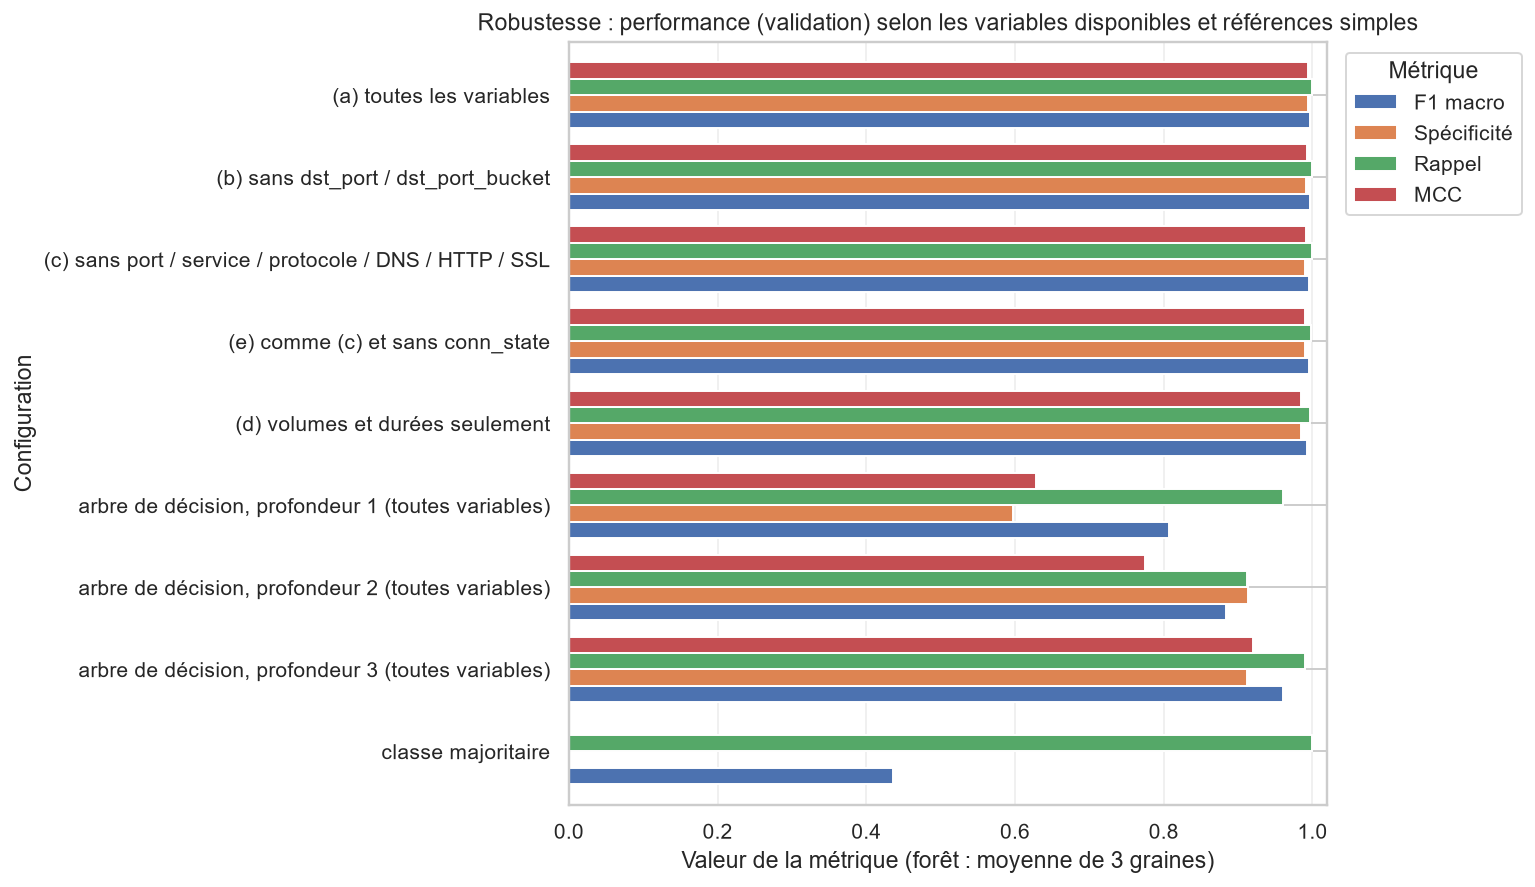 Robustesse : performance (validation) selon les variables disponibles et références simples
Métrique
F1 macro
Spécificité
Rappel
MCC
Configuration
(a) toutes les variables
(b) sans dst_port / dst_port_bucket
(c) sans port / service / protocole / DNS / HTTP / SSL
(e) comme (c) et sans conn_state
(d) volumes et durées seulement
arbre de décision, profondeur 1 (toutes variables)
arbre de décision, profondeur 2 (toutes variables)
arbre de décision, profondeur 3 (toutes variables)
classe majoritaire
0.0 0.2 0.4 0.6 0.8 1.0
Valeur de la métrique (forêt : moyenne de 3 graines)